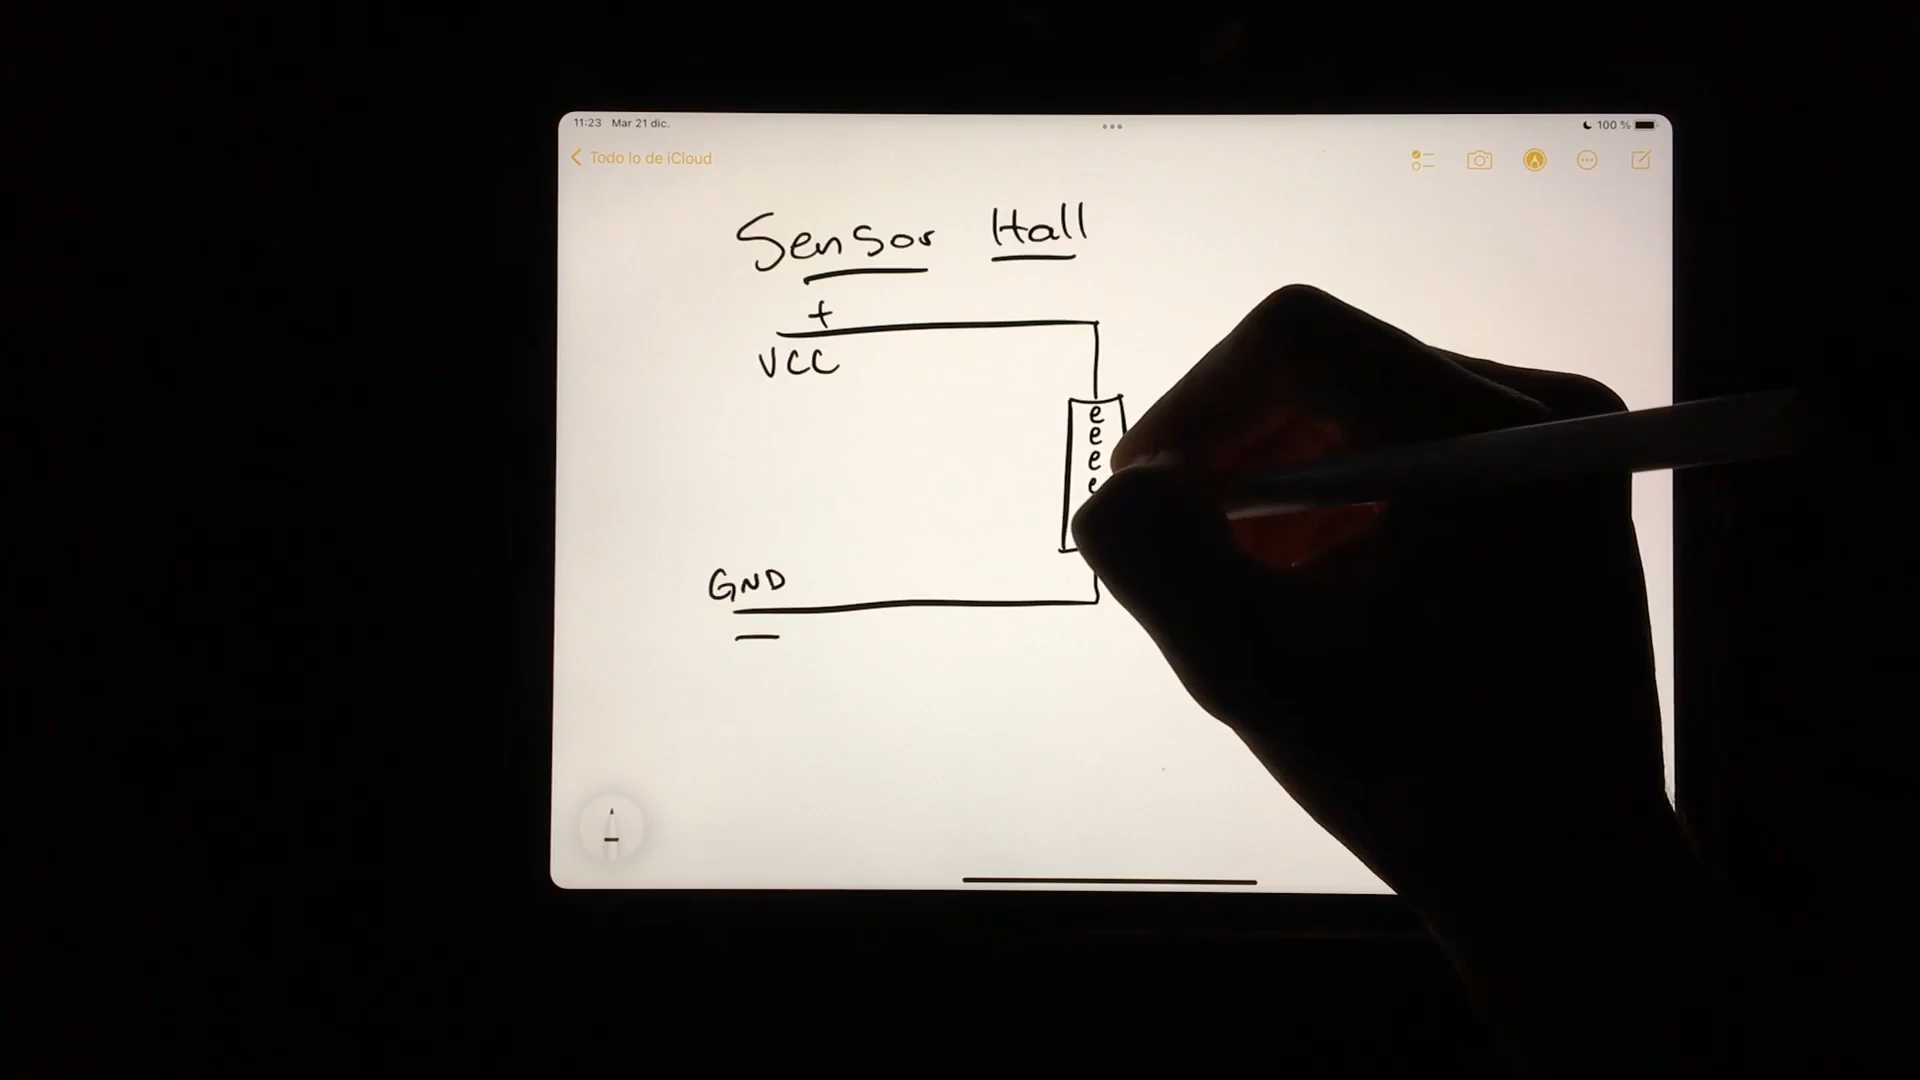 11:23 Mar 21 dic.
100 %
Todo lo de iCloud
Sensor Hall
+
VCC
e
e
e
e
GND
—